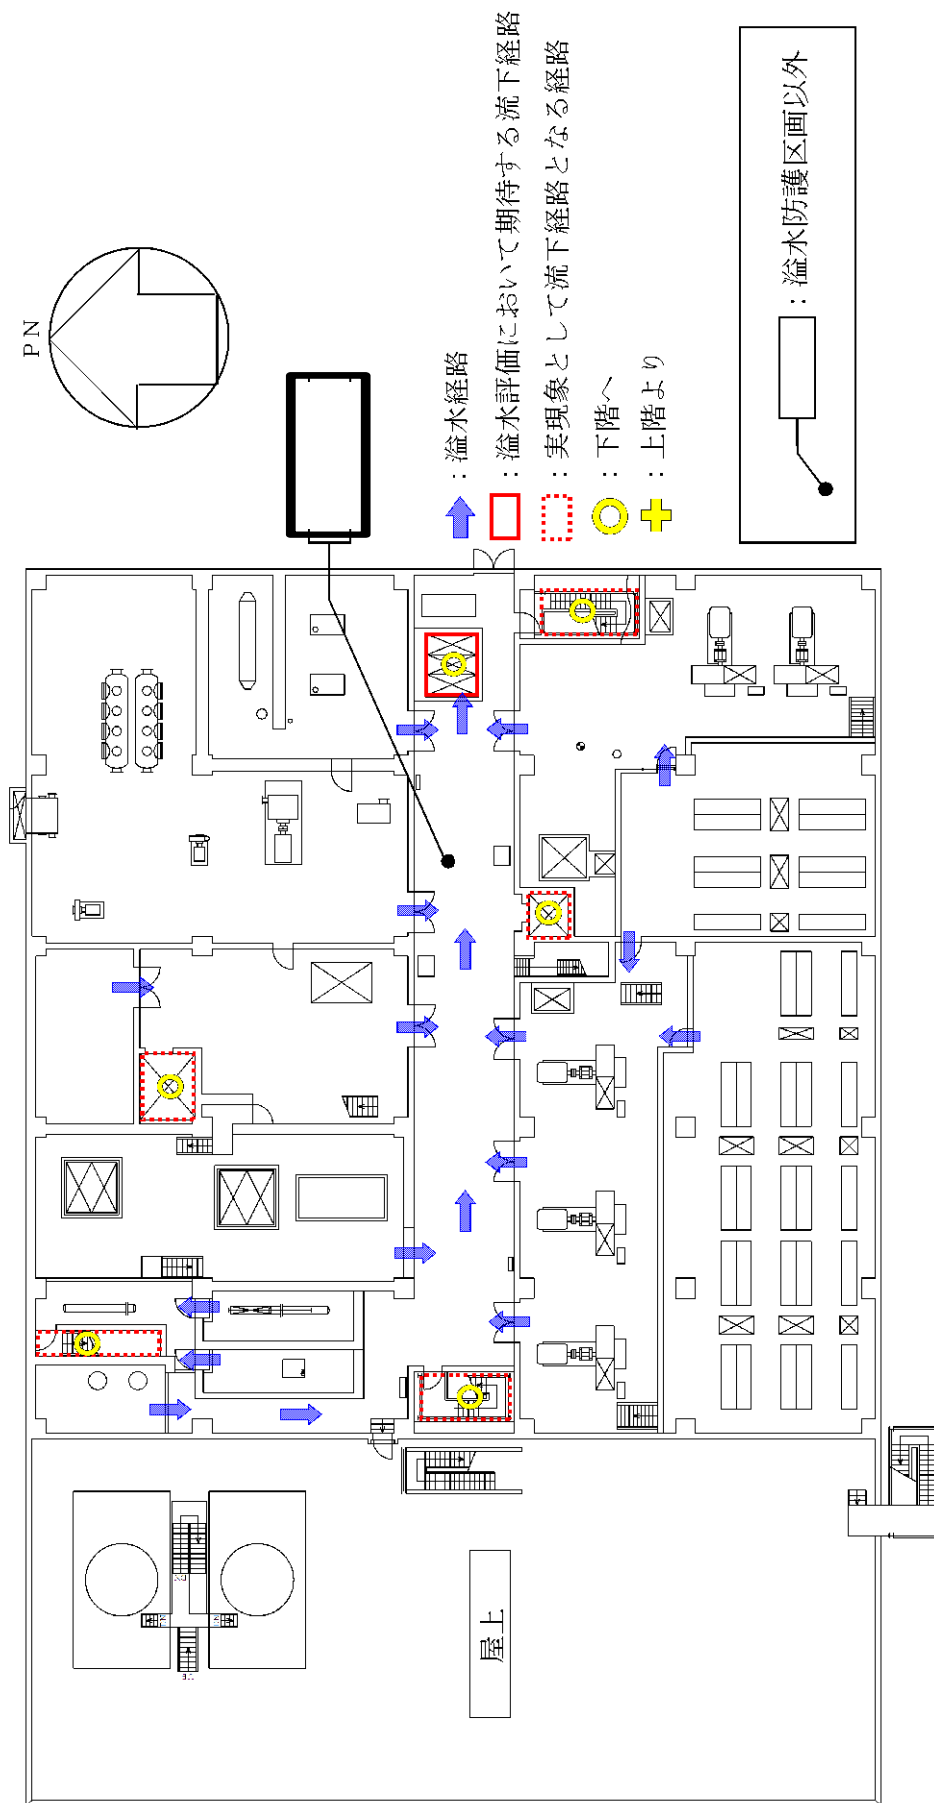 PN
：溢水経路
：溢水評価において期待する流下経路
：実現象として流下経路となる経路
：下階へ
：上階より
：溢水防護区画以外
屋上